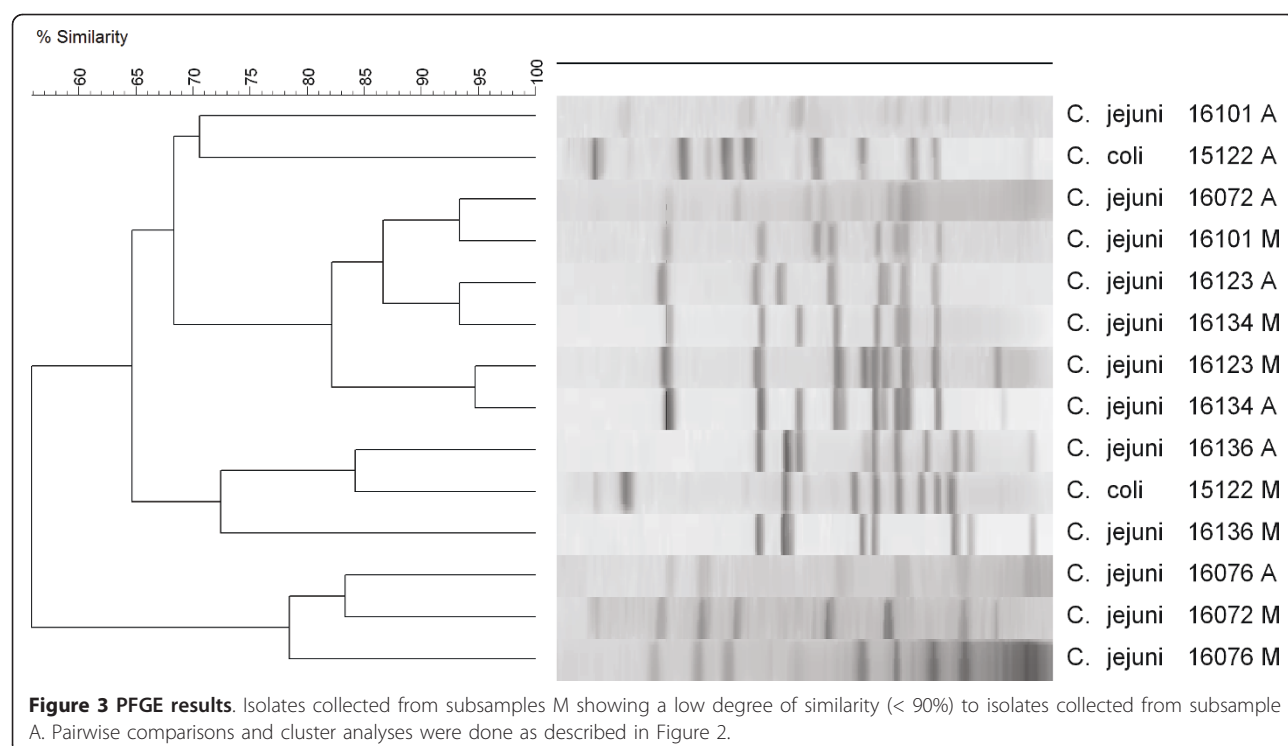 % Similarity
60 65 70 75 80 85 90 95 100
C. jejuni 16101 A
C. coli 15122 A
C. jejuni 16072 A
C. jejuni 16101 M
C. jejuni 16123 A
C. jejuni 16134 M
C. jejuni 16123 M
C. jejuni 16134 A
C. jejuni 16136 A
C. coli 15122 M
C. jejuni 16136 M
C. jejuni 16076 A
C. jejuni 16072 M
C. jejuni 16076 M
Figure 3 PFGE results. Isolates collected from subsamples M showing a low degree of similarity (< 90%) to isolates collected from subsample
A. Pairwise comparisons and cluster analyses were done as described in Figure 2.